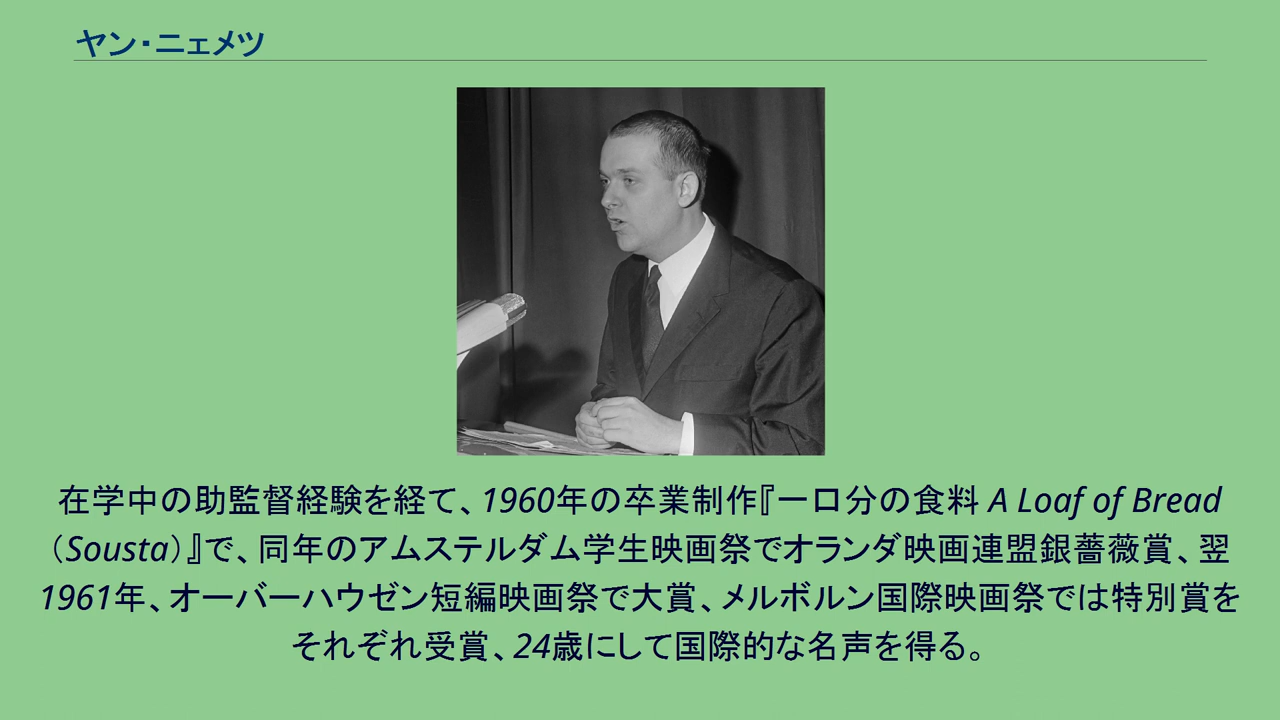 ヤン・ニェメツ
在学中の助監督経験を経て、1960年の卒業制作『一口分の食料 A Loaf of Bread
（Sousta）』で、同年のアムステルダム学生映画祭でオランダ映画連盟銀薔薇賞、翌
1961年、オーバーハウゼン短編映画祭で大賞、メルボルン国際映画祭では特別賞を
それぞれ受賞、24歳にして国際的な名声を得る。